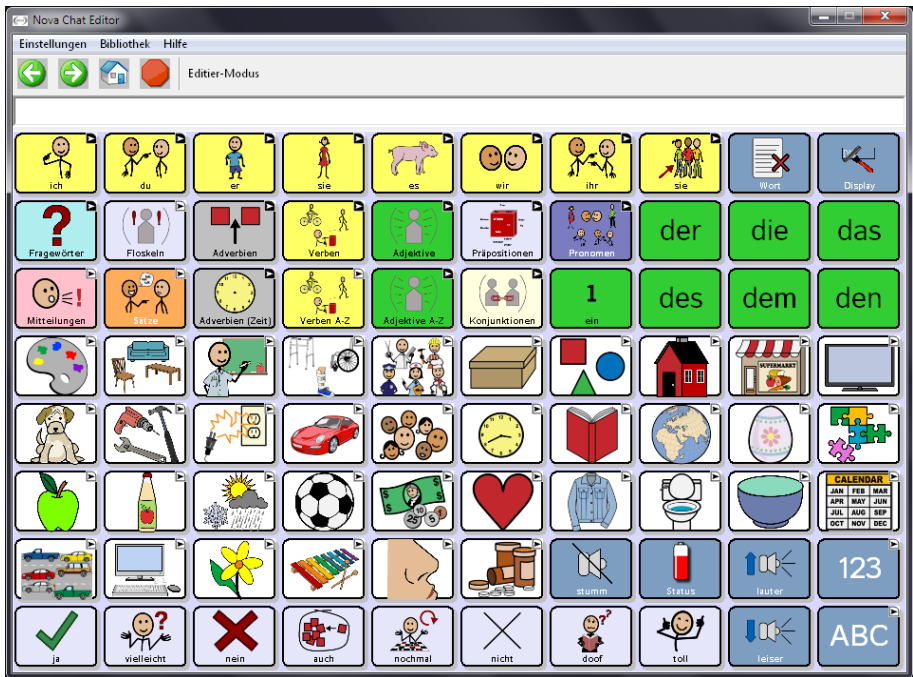 Nova Chat Editor
Einstellungen Bibliothek Hilfe
Editier-Modus
ich du er sie es wir ihr sie Wort Display
Fragewörter Floskeln Adverbien Verben Adjektive Präpositionen Pronomen der die das
Mitteilungen Sätze Adverbien (Zeit) Verben A-Z Adjektive A-Z Konjunktionen 1 ein des dem den
SUPERMARKT
CALENDAR
JAN FEB MAR
APR MAY JUN
JUL AUG SEP
OCT NOV DEC
stumm Status lauter 123
ja vielleicht nein auch nochmal nicht doof toll leiser ABC